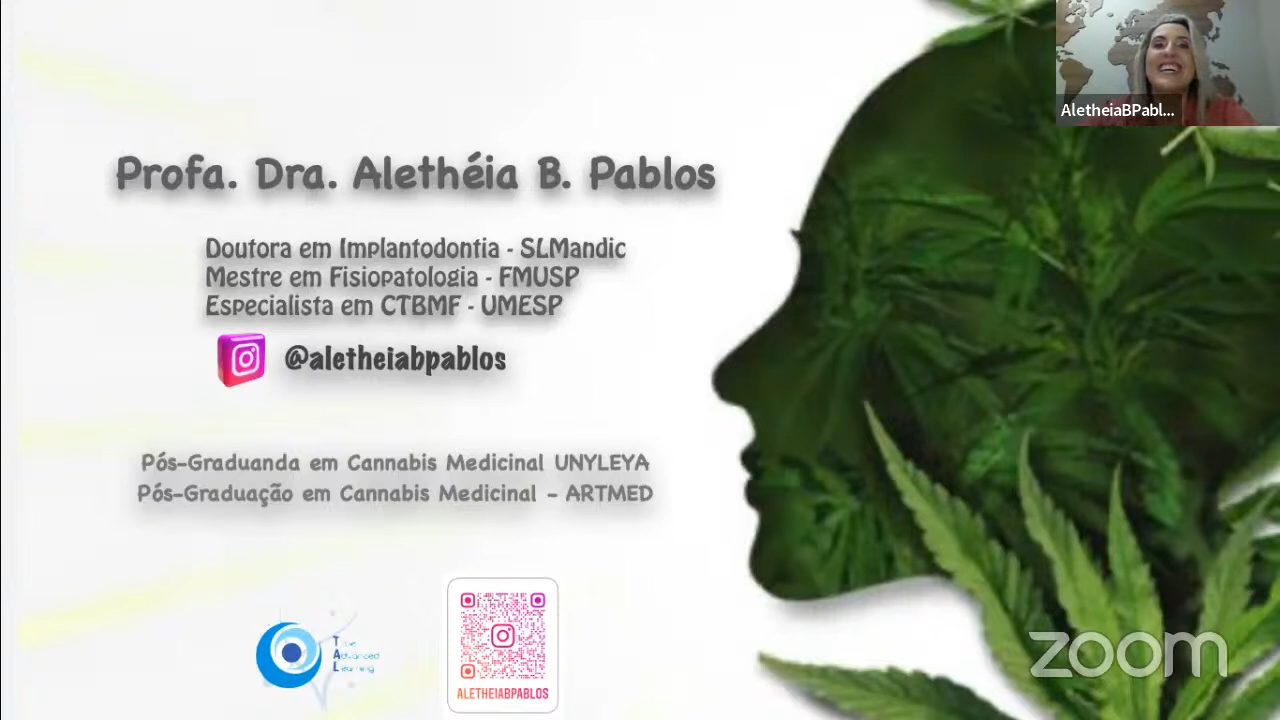 AletheiaBPabl...
Profa. Dra. Alethéia B. Pablos
Doutora em Implantodontia - SLMandic
Mestre em Fisiopatologia - FMUSP
Especialista em CTBMF - UMESP
@aletheiabpablos
Pós-Graduanda em Cannabis Medicinal UNYLEYA
Pós-Graduação em Cannabis Medicinal - ARTMED
The
Advanced
Learning
ALETHEIABPABLOS
zoom